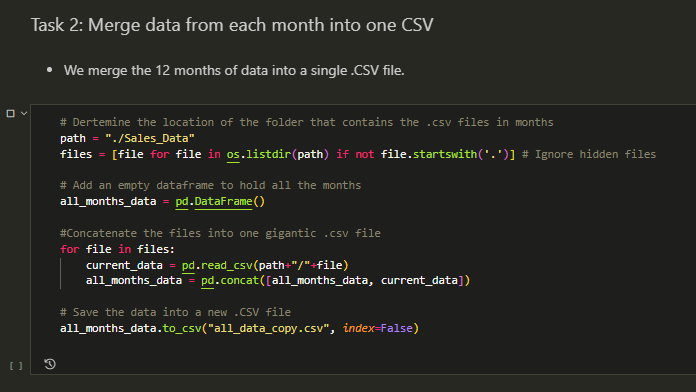 Task 2: Merge data from each month into one CSV
• We merge the 12 months of data into a single .CSV file.
# Dertemine the location of the folder that contains the .csv files in months
path = "./Sales_Data"
files = [file for file in os.listdir(path) if not file.startswith('.')] # Ignore hidden files
# Add an empty dataframe to hold all the months
all_months_data = pd.DataFrame()
#Concatenate the files into one gigantic .csv file
for file in files:
    current_data = pd.read_csv(path+"/"+file)
    all_months_data = pd.concat([all_months_data, current_data])
# Save the data into a new .CSV file
all_months_data.to_csv("all_data_copy.csv", index=False)
[ ]